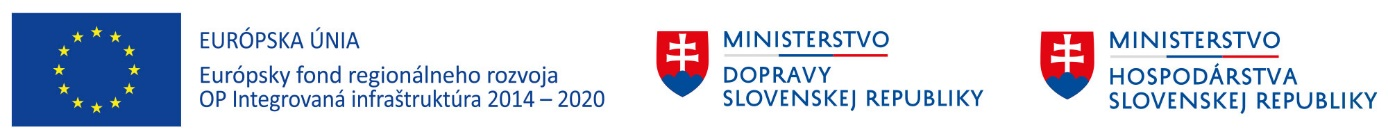 EURÓPSKA ÚNIA
Európsky fond regionálneho rozvoja
OP Integrovaná infraštruktúra 2014 – 2020
MINISTERSTVO
DOPRAVY
SLOVENSKEJ REPUBLIKY
MINISTERSTVO
HOSPODÁRSTVA
SLOVENSKEJ REPUBLIKY